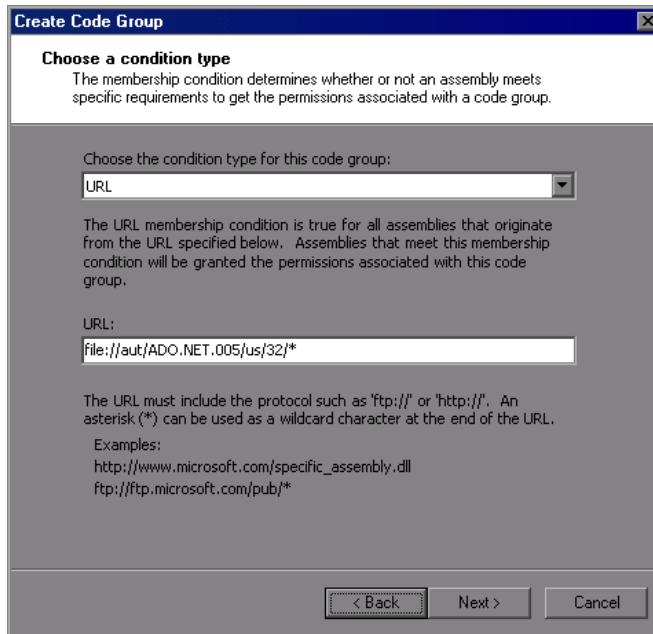 Create Code Group
Choose a condition type
The membership condition determines whether or not an assembly meets
specific requirements to get the permissions associated with a code group.
Choose the condition type for this code group:
URL
The URL membership condition is true for all assemblies that originate
from the URL specified below.  Assemblies that meet this membership
condition will be granted the permissions associated with this code
group.
URL:
file://aut/ADO.NET.005/us/32/*
The URL must include the protocol such as 'ftp://' or 'http://'.  An
asterisk (*) can be used as a wildcard character at the end of the URL.
Examples:
http://www.microsoft.com/specific_assembly.dll
ftp://ftp.microsoft.com/pub/*
< Back Next > Cancel